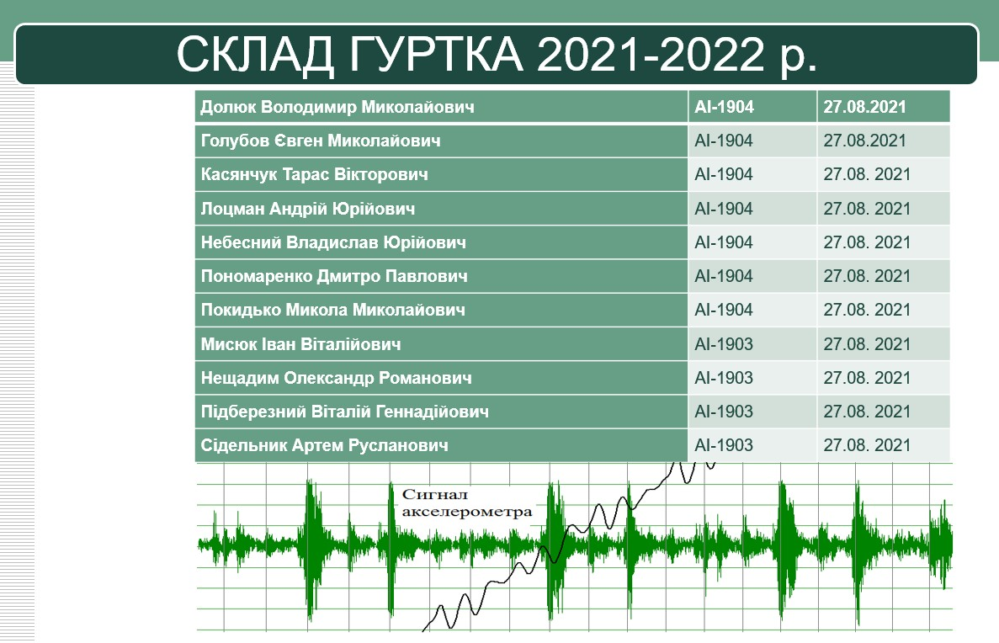 СКЛАД ГУРТКА 2021-2022 р.
Долюк Володимир Миколайович АІ-1904 27.08.2021
Голубов Євген Миколайович АІ-1904 27.08.2021
Касянчук Тарас Вікторович АІ-1904 27.08. 2021
Лоцман Андрій Юрійович АІ-1904 27.08. 2021
Небесний Владислав Юрійович АІ-1904 27.08. 2021
Пономаренко Дмитро Павлович АІ-1904 27.08. 2021
Покидько Микола Миколайович АІ-1904 27.08. 2021
Мисюк Іван Віталійович АІ-1903 27.08. 2021
Нещадим Олександр Романович АІ-1903 27.08. 2021
Підберезний Віталій Геннадійович АІ-1903 27.08. 2021
Сідельник Артем Русланович АІ-1903 27.08. 2021
Сигнал
акселерометра